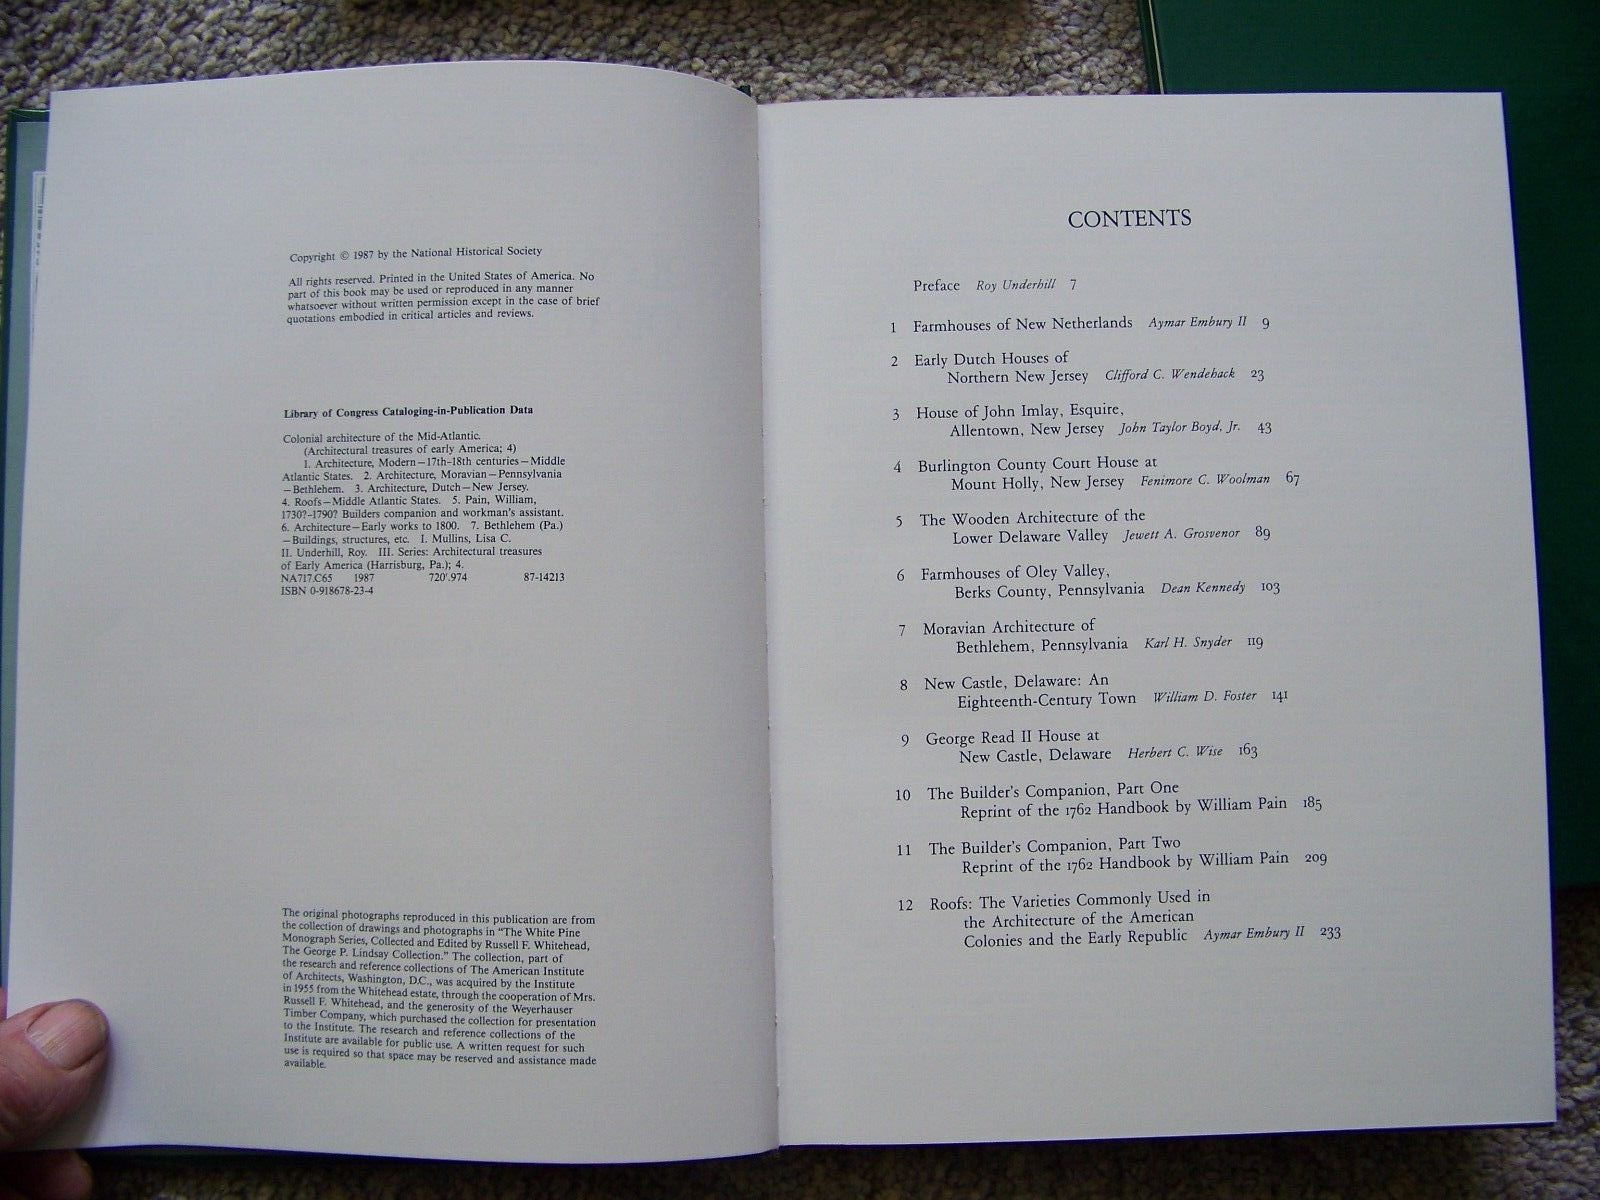 Copyright © 1987 by the National Historical Society
All rights reserved. Printed in the United States of America. No
part of this book may be used or reproduced in any manner
whatsoever without written permission except in the case of brief
quotations embodied in critical articles and reviews.
Library of Congress Cataloging-in-Publication Data
Colonial architecture of the Mid-Atlantic.
(Architectural treasures of early America; 4)
1. Architecture, Modern—17th-18th centuries—Middle
Atlantic States. 2. Architecture, Moravian—Pennsylvania
—Bethlehem. 3. Architecture, Dutch—New Jersey.
4. Roofs—Middle Atlantic States. 5. Pain, William,
1730?-1790? Builders companion and workman's assistant.
6. Architecture—Early works to 1800. 7. Bethlehem (Pa.)
—Buildings, structures, etc. I. Mullins, Lisa C.
II. Underhill, Roy. III. Series: Architectural treasures
of Early America (Harrisburg, Pa.); 4.
NA717.C65 1987 720'.974 87-14213
ISBN 0-918678-23-4
The original photographs reproduced in this publication are from
the collection of drawings and photographs in "The White Pine
Monograph Series, Collected and Edited by Russell F. Whitehead,
The George P. Lindsay Collection." The collection, part of
the research and reference collections of The American Institute
of Architects, Washington, D.C., was acquired by the Institute
in 1955 from the Whitehead estate, through the cooperation of Mrs.
Russell F. Whitehead, and the generosity of the Weyerhauser
Timber Company, which purchased the collection for presentation
to the Institute. The research and reference collections of the
Institute are available for public use. A written request for such
use is required so that space may be reserved and assistance made
available.
CONTENTS
Preface Roy Underhill 7
1 Farmhouses of New Netherlands Aymar Embury II 9
2 Early Dutch Houses of
Northern New Jersey Clifford C. Wendehack 23
3 House of John Imlay, Esquire,
Allentown, New Jersey John Taylor Boyd, Jr. 43
4 Burlington County Court House at
Mount Holly, New Jersey Fenimore C. Woolman 67
5 The Wooden Architecture of the
Lower Delaware Valley Jewett A. Grosvenor 89
6 Farmhouses of Oley Valley,
Berks County, Pennsylvania Dean Kennedy 103
7 Moravian Architecture of
Bethlehem, Pennsylvania Karl H. Snyder 119
8 New Castle, Delaware: An
Eighteenth-Century Town William D. Foster 141
9 George Read II House at
New Castle, Delaware Herbert C. Wise 163
10 The Builder's Companion, Part One
Reprint of the 1762 Handbook by William Pain 185
11 The Builder's Companion, Part Two
Reprint of the 1762 Handbook by William Pain 209
12 Roofs: The Varieties Commonly Used in
the Architecture of the American
Colonies and the Early Republic Aymar Embury II 233